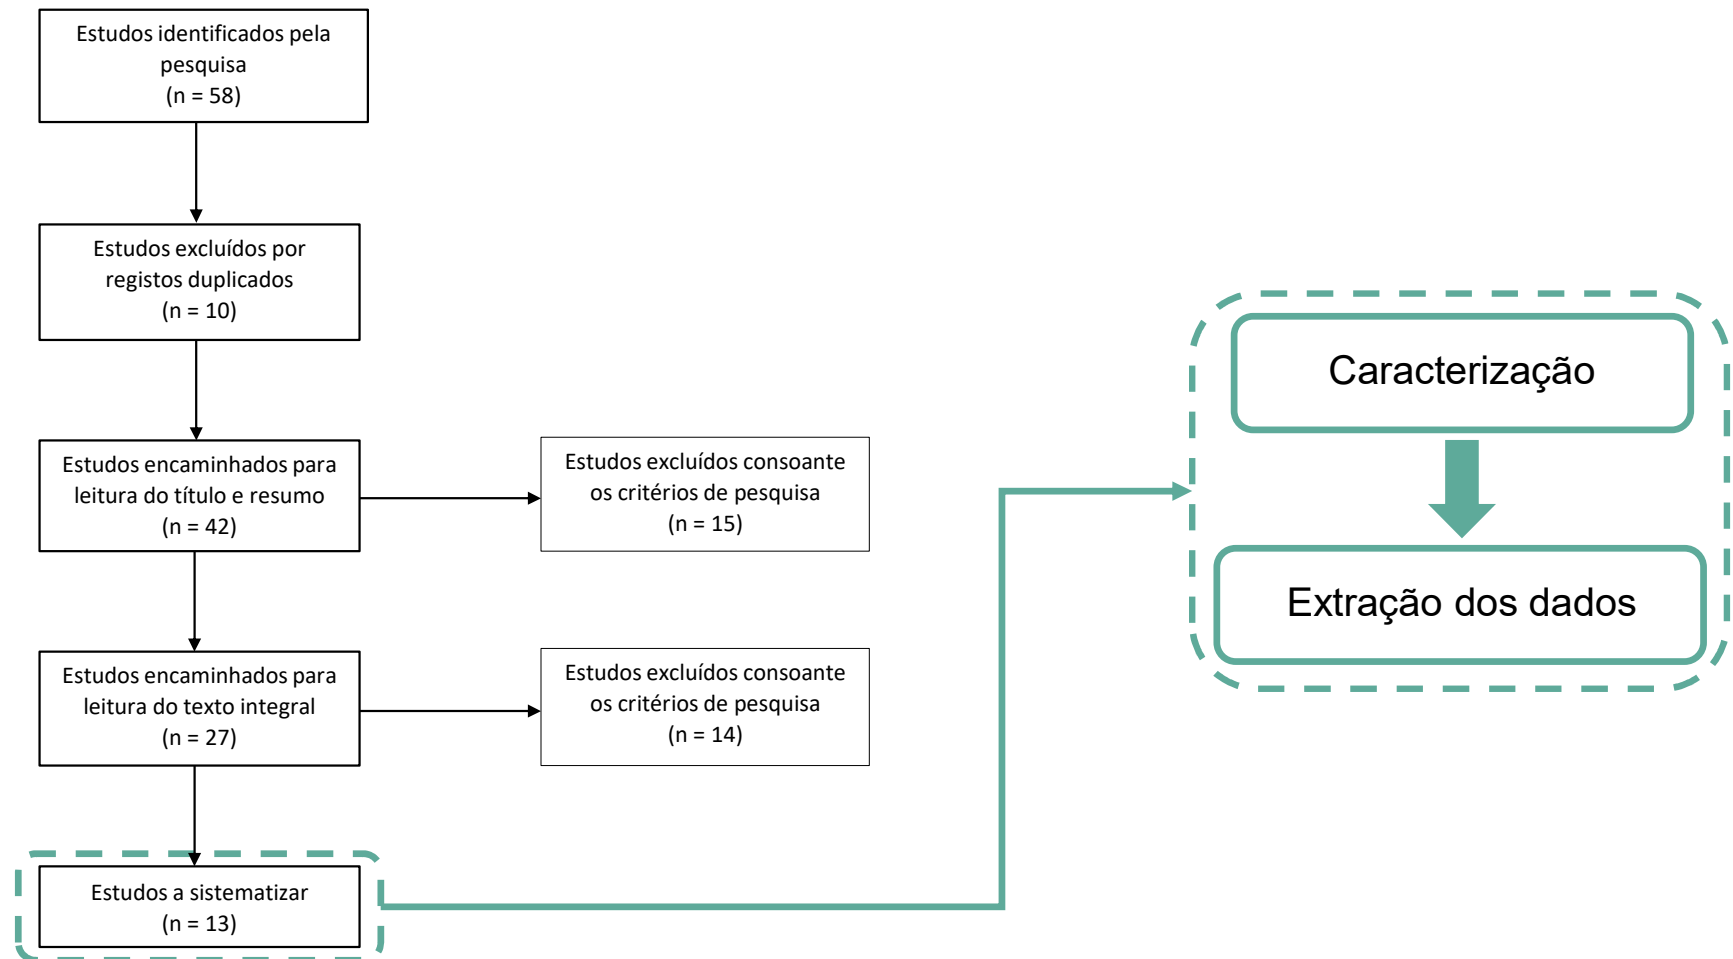 Estudos identificados pela
pesquisa
(n = 58)
Estudos excluídos por
registos duplicados
(n = 10)
Estudos encaminhados para
leitura do título e resumo
(n = 42)
Estudos excluídos consoante
os critérios de pesquisa
(n = 15)
Estudos encaminhados para
leitura do texto integral
(n = 27)
Estudos excluídos consoante
os critérios de pesquisa
(n = 14)
Estudos a sistematizar
(n = 13)
Caracterização
Extração dos dados